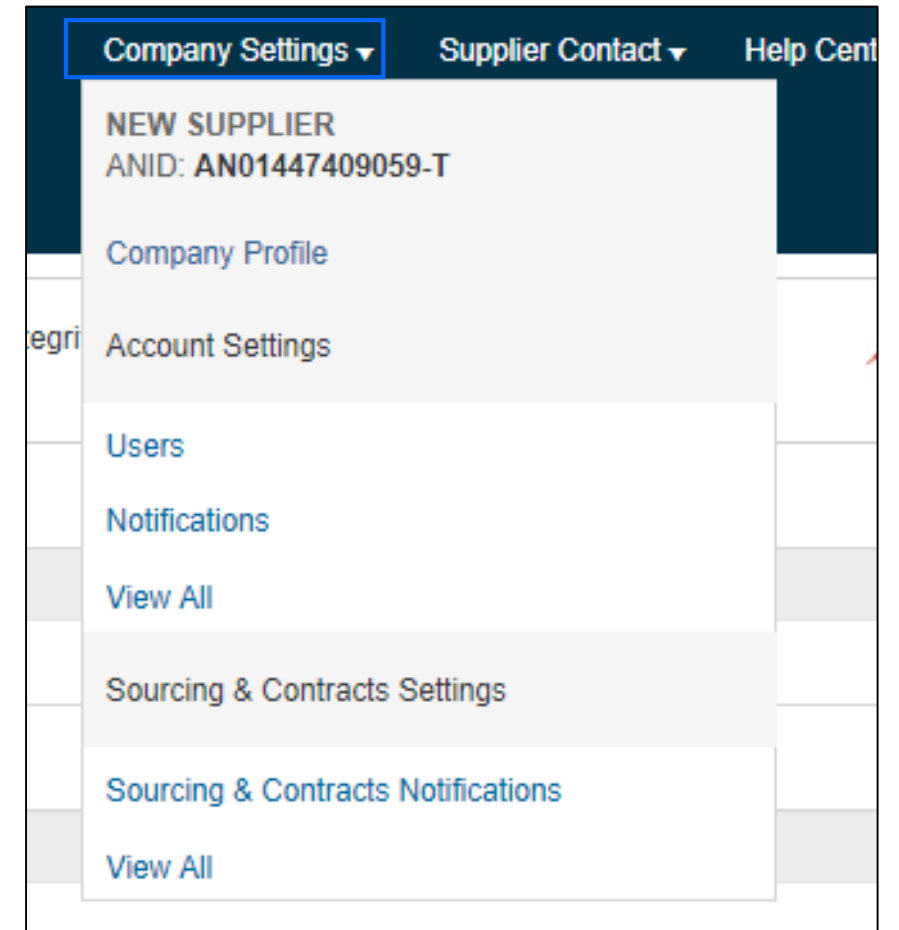 Company Settings ▾ Supplier Contact ▾ Help Cent
NEW SUPPLIER
ANID: AN01447409059-T
Company Profile
tegri
Account Settings
Users
Notifications
View All
Sourcing & Contracts Settings
Sourcing & Contracts Notifications
View All